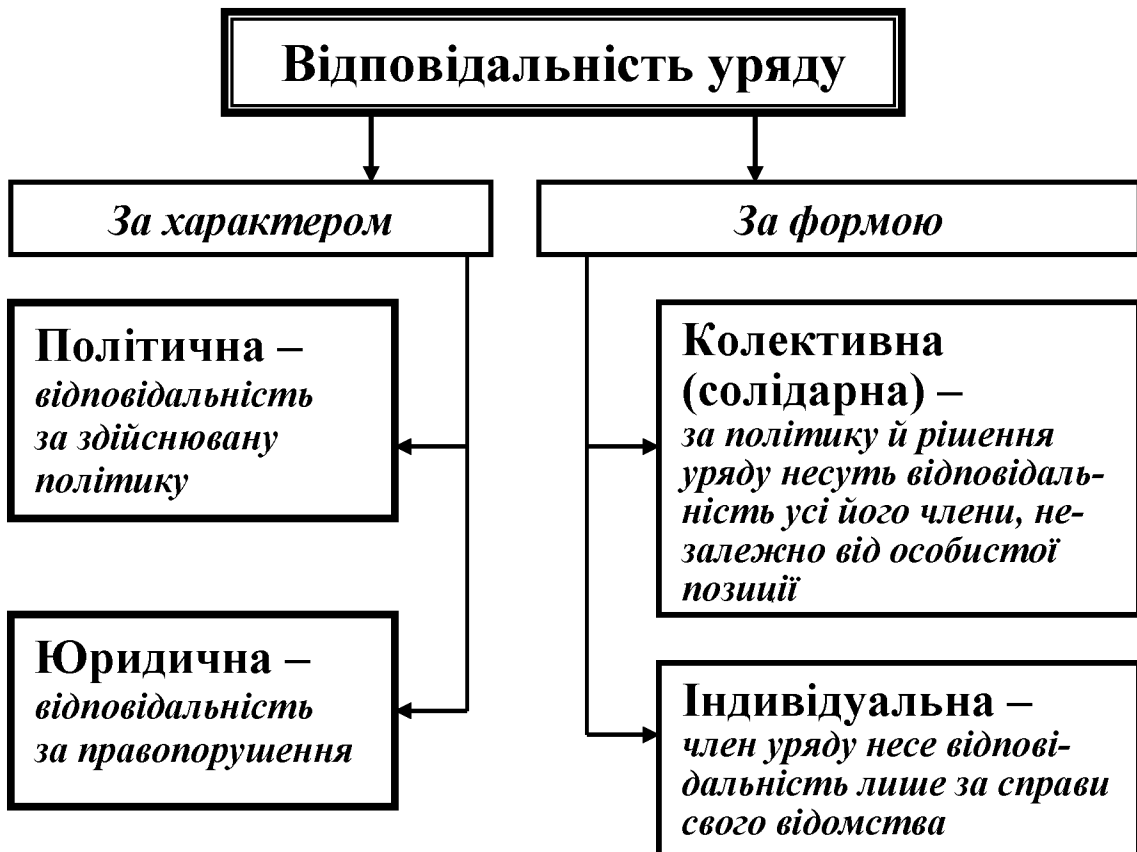 Відповідальність уряду
За характером
За формою
Політична –
відповідальність
за здійснювану
політику
Юридична –
відповідальність
за правопорушення
Колективна
(солідарна) –
за політику й рішення
уряду несуть відповідаль-
ність усі його члени, не-
залежно від особистої
позиції
Індивідуальна –
член уряду несе відпові-
дальність лише за справи
свого відомства